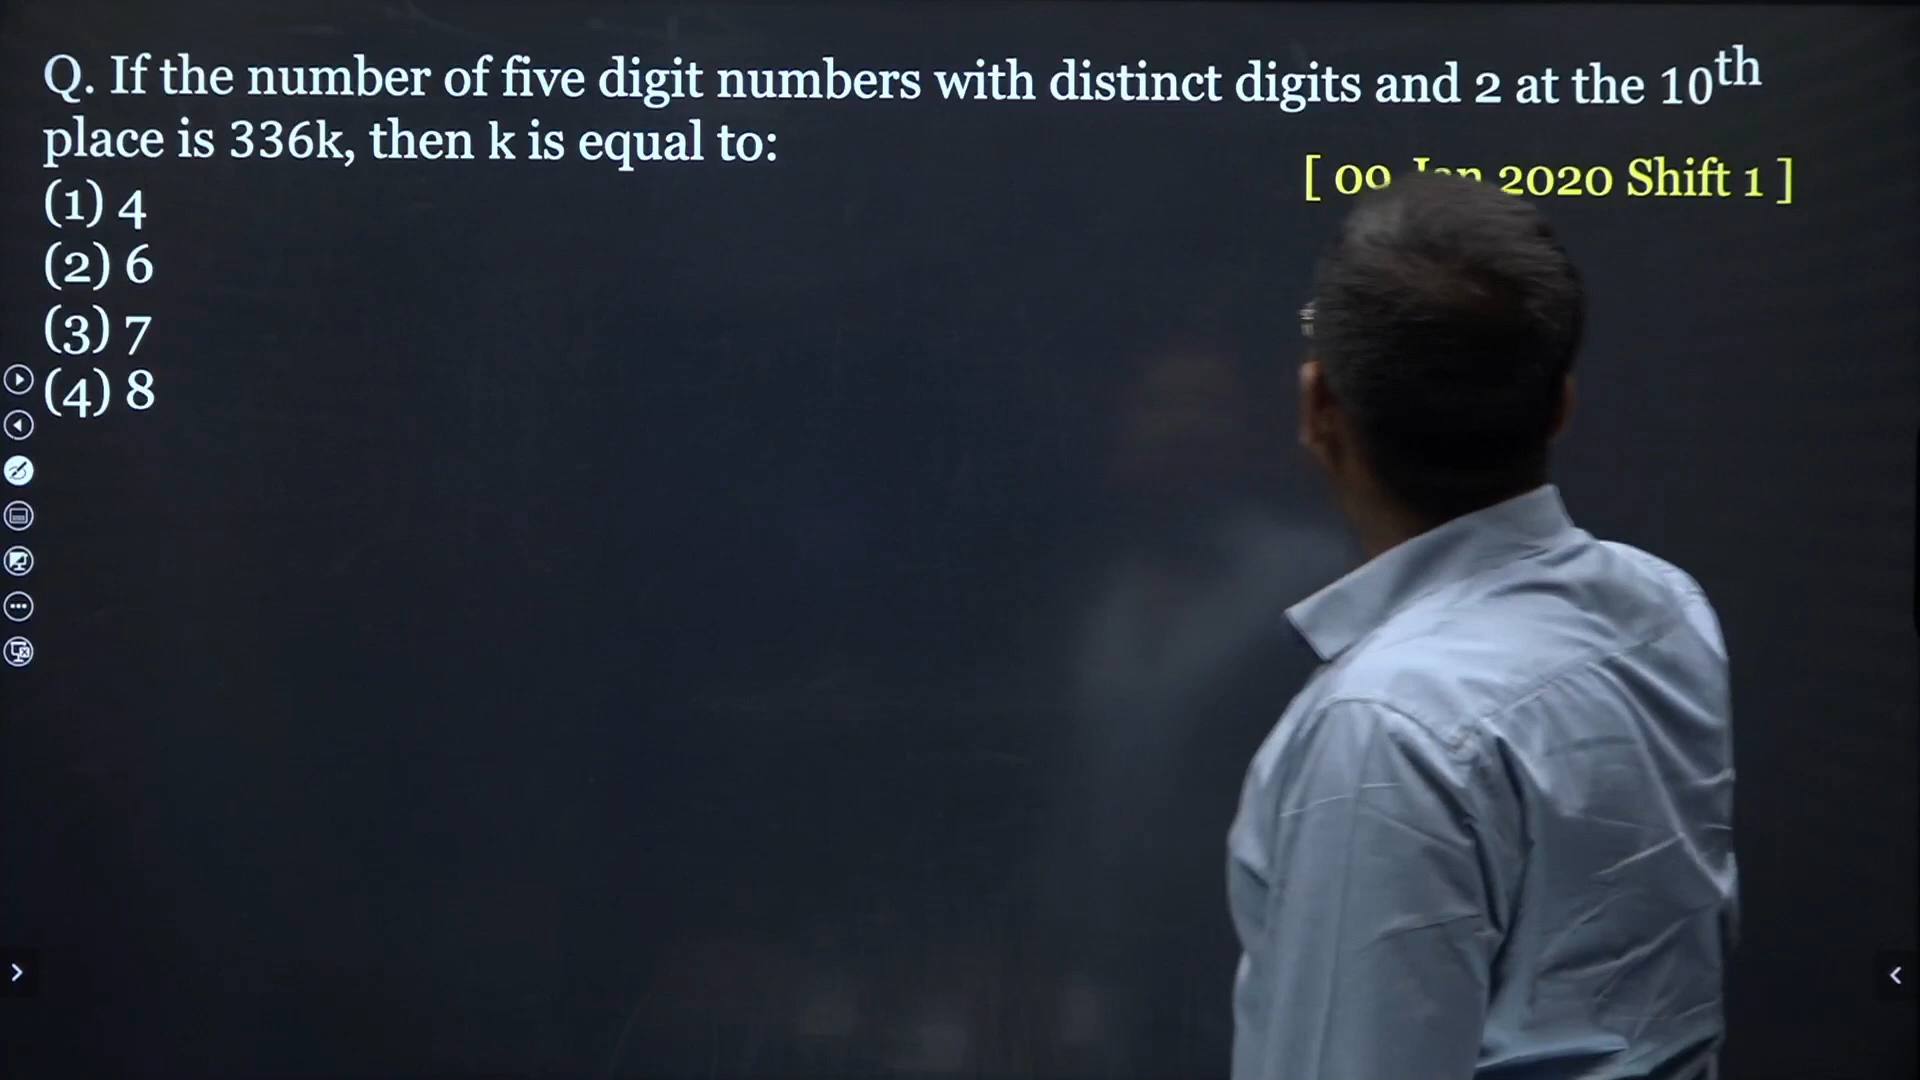 Q. If the number of five digit numbers with distinct digits and 2 at the 10th
place is 336k, then k is equal to:
[ 09 2020 Shift 1 ]
(1) 4
(2) 6
(3) 7
(4) 8